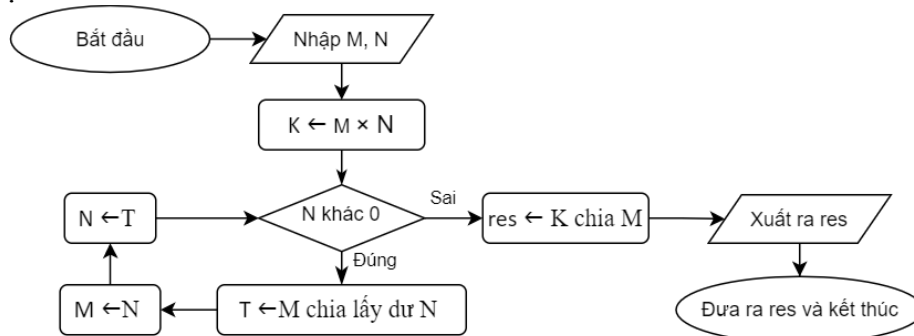 Bắt đầu
Nhập M, N
K ← M × N
N khác 0
Sai
res ← K chia M
Xuất ra res
Đưa ra res và kết thúc
Đúng
T ←M chia lấy dư N
M ←N
N ←T